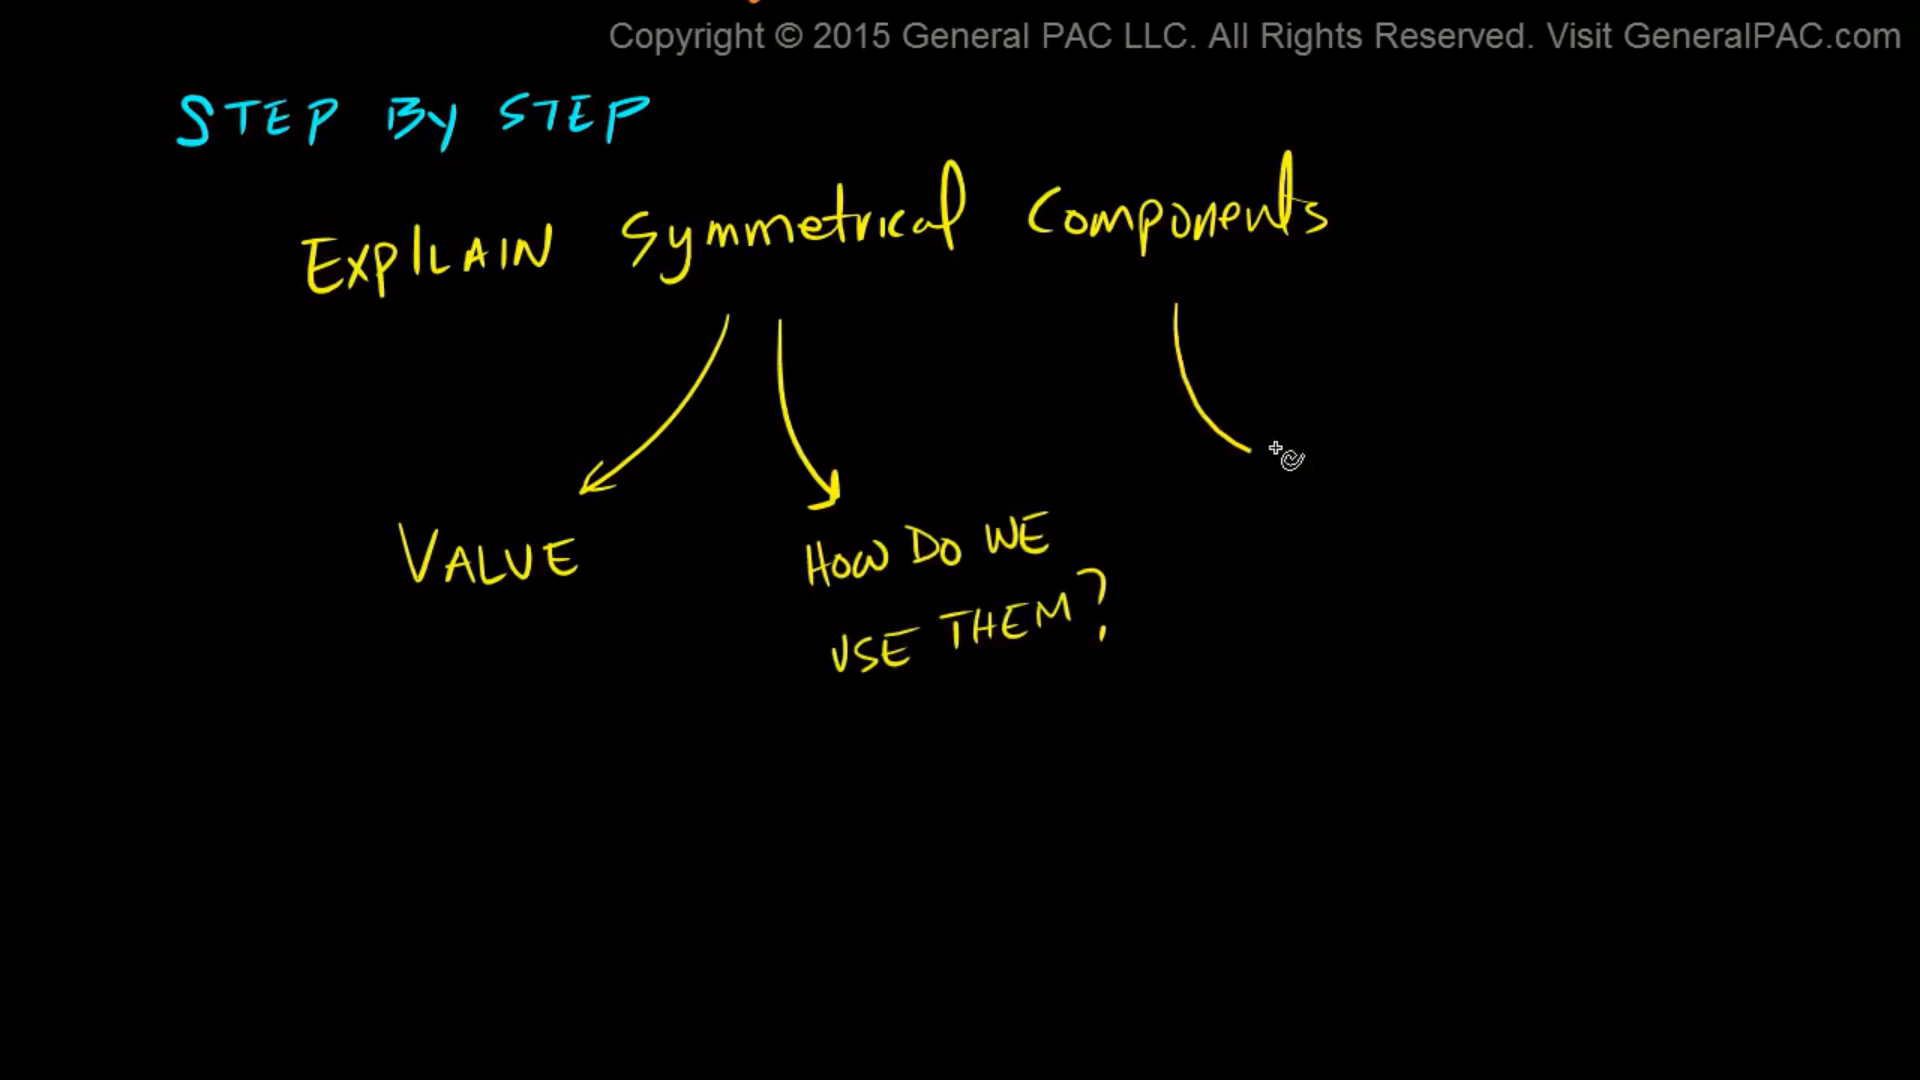 Copyright © 2015 General PAC LLC. All Rights Reserved. Visit GeneralPAC.com
STEP BY STEP
EXPLAIN Symmetrical Components
VALUE
HOW DO WE
USE THEM?